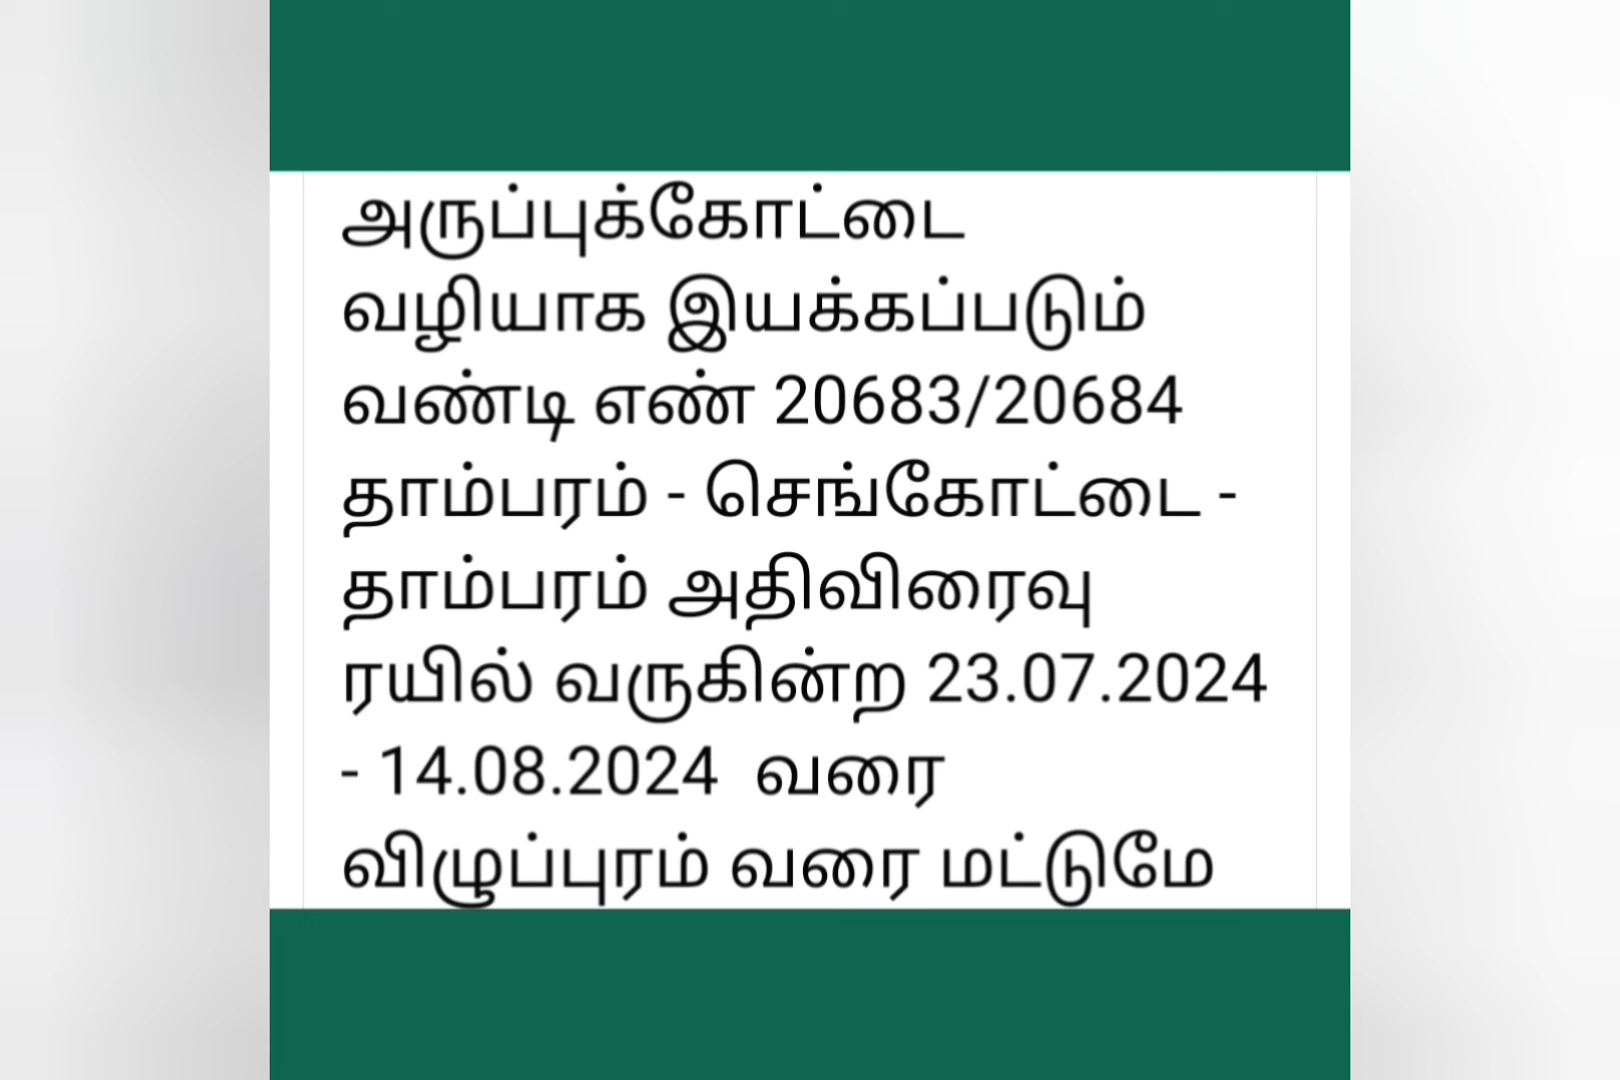 அருப்புக்கோட்டை
வழியாக இயக்கப்படும்
வண்டி எண் 20683/20684
தாம்பரம் - செங்கோட்டை -
தாம்பரம் அதிவிரைவு
ரயில் வருகின்ற 23.07.2024
- 14.08.2024 வரை
விழுப்புரம் வரை மட்டுமே